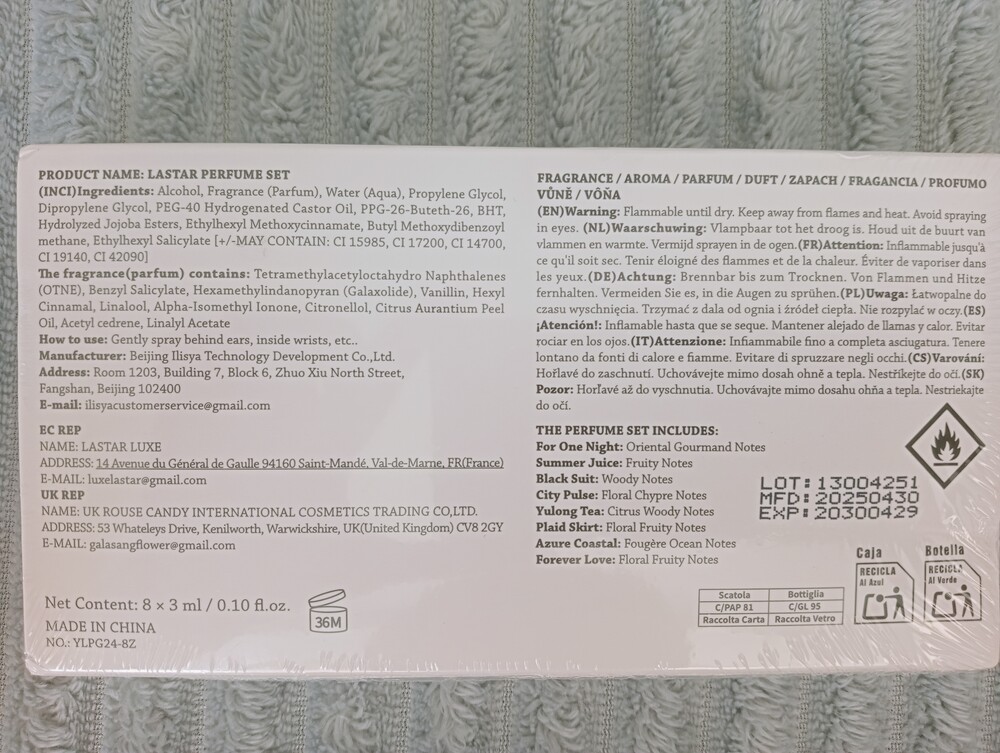 PRODUCT NAME: LASTAR PERFUME SET
(INCI)Ingredients: Alcohol, Fragrance (Parfum), Water (Aqua), Propylene Glycol,
Dipropylene Glycol, PEG-40 Hydrogenated Castor Oil, PPG-26-Buteth-26, BHT,
Hydrolyzed Jojoba Esters, Ethylhexyl Methoxycinnamate, Butyl Methoxydibenzoyl
methane, Ethylhexyl Salicylate [+/-MAY CONTAIN: CI 15985, CI 17200, CI 14700,
CI 19140, CI 42090]
The fragrance(parfum) contains: Tetramethylacetyloctahydro Naphthalenes
(OTNE), Benzyl Salicylate, Hexamethylindanopyran (Galaxolide), Vanillin, Hexyl
Cinnamal, Linalool, Alpha-Isomethyl Ionone, Citronellol, Citrus Aurantium Peel
Oil, Acetyl cedrene, Linalyl Acetate
How to use: Gently spray behind ears, inside wrists, etc..
Manufacturer: Beijing Ilisya Technology Development Co.,Ltd.
Address: Room 1203, Building 7, Block 6, Zhuo Xiu North Street,
Fangshan, Beijing 102400
E-mail: ilisyacustomerservice@gmail.com
EC REP
NAME: LASTAR LUXE
ADDRESS: 14 Avenue du Général de Gaulle 94160 Saint-Mandé, Val-de-Marne, FR(France)
E-MAIL: luxelastar@gmail.com
UK REP
NAME: UK ROUSE CANDY INTERNATIONAL COSMETICS TRADING CO,LTD.
ADDRESS: 53 Whateleys Drive, Kenilworth, Warwickshire, UK(United Kingdom) CV8 2GY
E-MAIL: galasangflower@gmail.com
Net Content: 8 × 3 ml / 0.10 fl.oz.
MADE IN CHINA
NO.: YLPG24-8Z
36M
FRAGRANCE / AROMA / PARFUM / DUFT / ZAPACH / FRAGANCIA / PROFUMO
VŮNĚ / VÔŇA
(EN)Warning: Flammable until dry. Keep away from flames and heat. Avoid spraying
in eyes. (NL)Waarschuwing: Vlampbaar tot het droog is. Houd uit de buurt van
vlammen en warmte. Vermijd sprayen in de ogen.(FR)Attention: Inflammable jusqu'à
ce qu'il soit sec. Tenir éloigné des flammes et de la chaleur. Éviter de vaporiser dans
les yeux.(DE)Achtung: Brennbar bis zum Trocknen. Von Flammen und Hitze
fernhalten. Vermeiden Sie es, in die Augen zu sprühen.(PL)Uwaga: Łatwopalne do
czasu wyschnięcia. Trzymać z dala od ognia i źródeł ciepła. Nie rozpylać w oczy.(ES)
¡Atención!: Inflamable hasta que se seque. Mantener alejado de llamas y calor. Evitar
rociar en los ojos.(IT)Attenzione: Infiammabile fino a completa asciugatura. Tenere
lontano da fonti di calore e fiamme. Evitare di spruzzare negli occhi.(CS)Varování:
Hořlavé do zaschnutí. Uchovávejte mimo dosah ohně a tepla. Nestříkejte do očí.(SK)
Pozor: Horľavé až do vyschnutia. Uchovávajte mimo dosahu ohňa a tepla. Nestriekajte
do očí.
THE PERFUME SET INCLUDES:
For One Night: Oriental Gourmand Notes
Summer Juice: Fruity Notes
Black Suit: Woody Notes
City Pulse: Floral Chypre Notes
Yulong Tea: Citrus Woody Notes
Plaid Skirt: Floral Fruity Notes
Azure Coastal: Fougère Ocean Notes
Forever Love: Floral Fruity Notes
LOT: 13004251
MFD: 20250430
EXP: 20300429
Scatola Bottiglia
C/PAP 81 C/GL 95
Raccolta Carta Raccolta Vetro
Caja
RECICLA
Al Azul
Botella
RECICLA
Al Verde